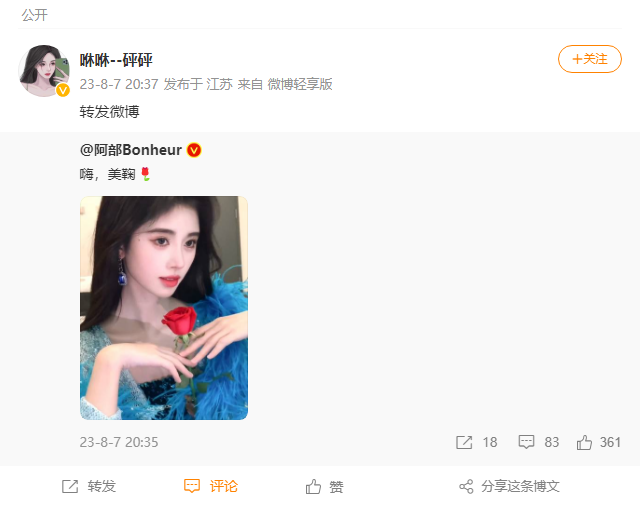 公开
咻咻--砰砰
+关注
23-8-7 20:37 发布于 江苏 来自 微博轻享版
转发微博
@阿部Bonheur
嗨，美鞠🌹
23-8-7 20:35
18 83 361
转发 评论 赞 分享这条博文